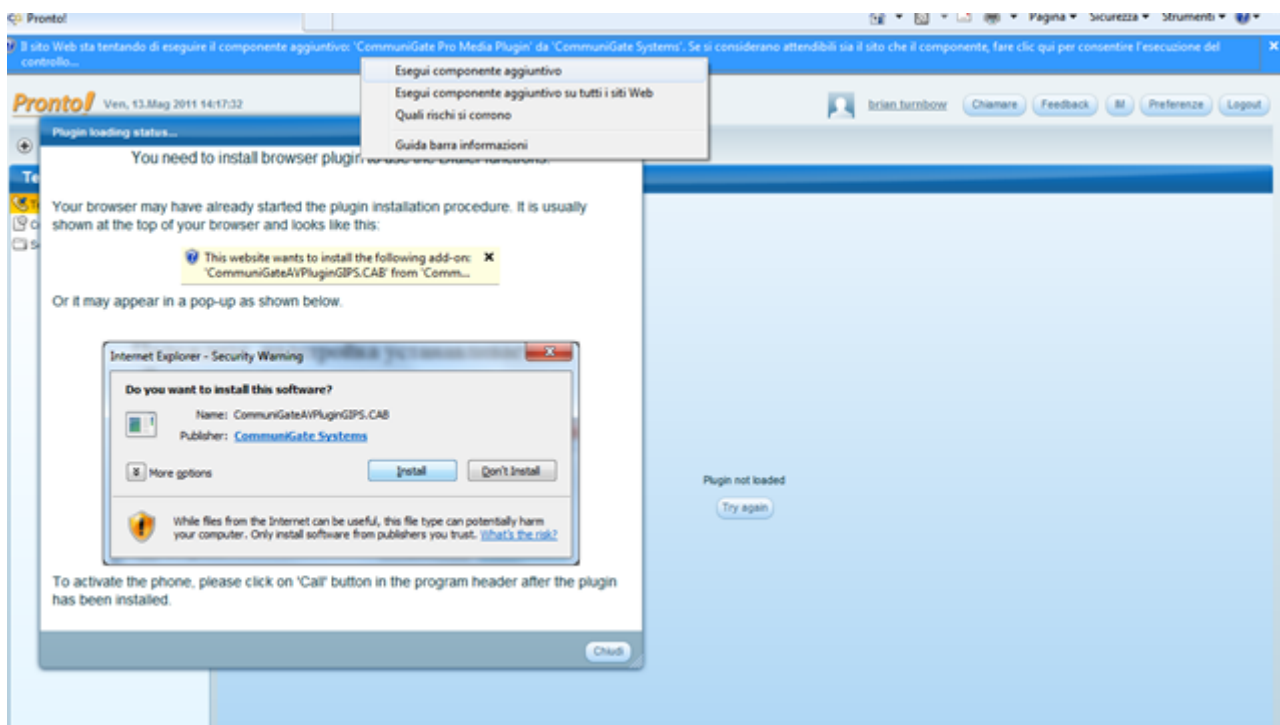 Pronto!
Pagina Sicurezza Strumenti
Il sito Web sta tentando di eseguire il componente aggiuntivo: 'CommuniGate Pro Media Plugin' da 'CommuniGate Systems'. Se si considerano attendibili sia il sito che il componente, fare clic qui per consentire l'esecuzione del
controllo...
Esegui componente aggiuntivo
Esegui componente aggiuntivo su tutti i siti Web
Quali rischi si corrono
Guida barra informazioni
Pronto! Ven, 13.Mag 2011 14:17:32
brian turnbow Chiamare Feedback IM Preferenze Logout
Plugin loading status...
You need to install browser plugin to use the Dialer functions.
Your browser may have already started the plugin installation procedure. It is usually
shown at the top of your browser and looks like this:
This website wants to install the following add-on:
'CommuniGateAVPluginGIPS.CAB' from 'Comm...
Or it may appear in a pop-up as shown below.
Internet Explorer - Security Warning
Do you want to install this software?
Name: CommuniGateAVPluginGIPS.CAB
Publisher: CommuniGate Systems
More options Install Don't Install
While files from the Internet can be useful, this file type can potentially harm
your computer. Only install software from publishers you trust. What's the risk?
To activate the phone, please click on 'Call' button in the program header after the plugin
has been installed.
Chiudi
Plugin not loaded
Try again